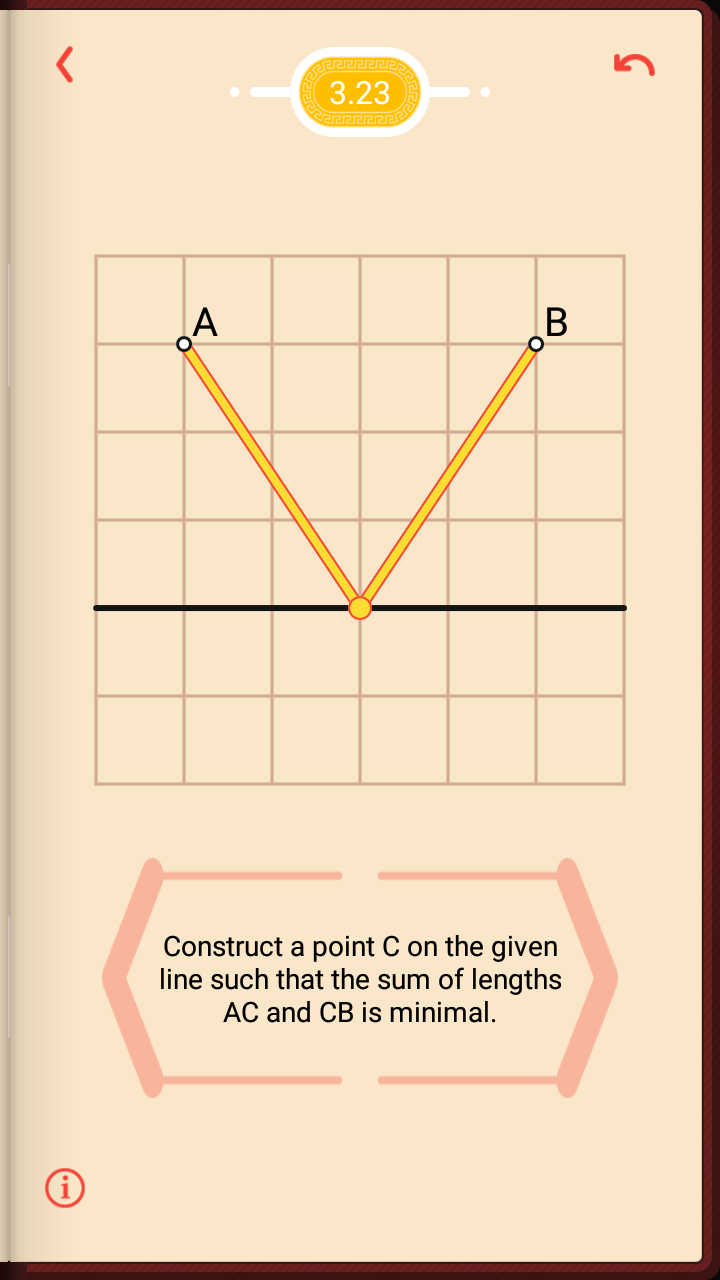 3.23
A
B
Construct a point C on the given
line such that the sum of lengths
AC and CB is minimal.
i